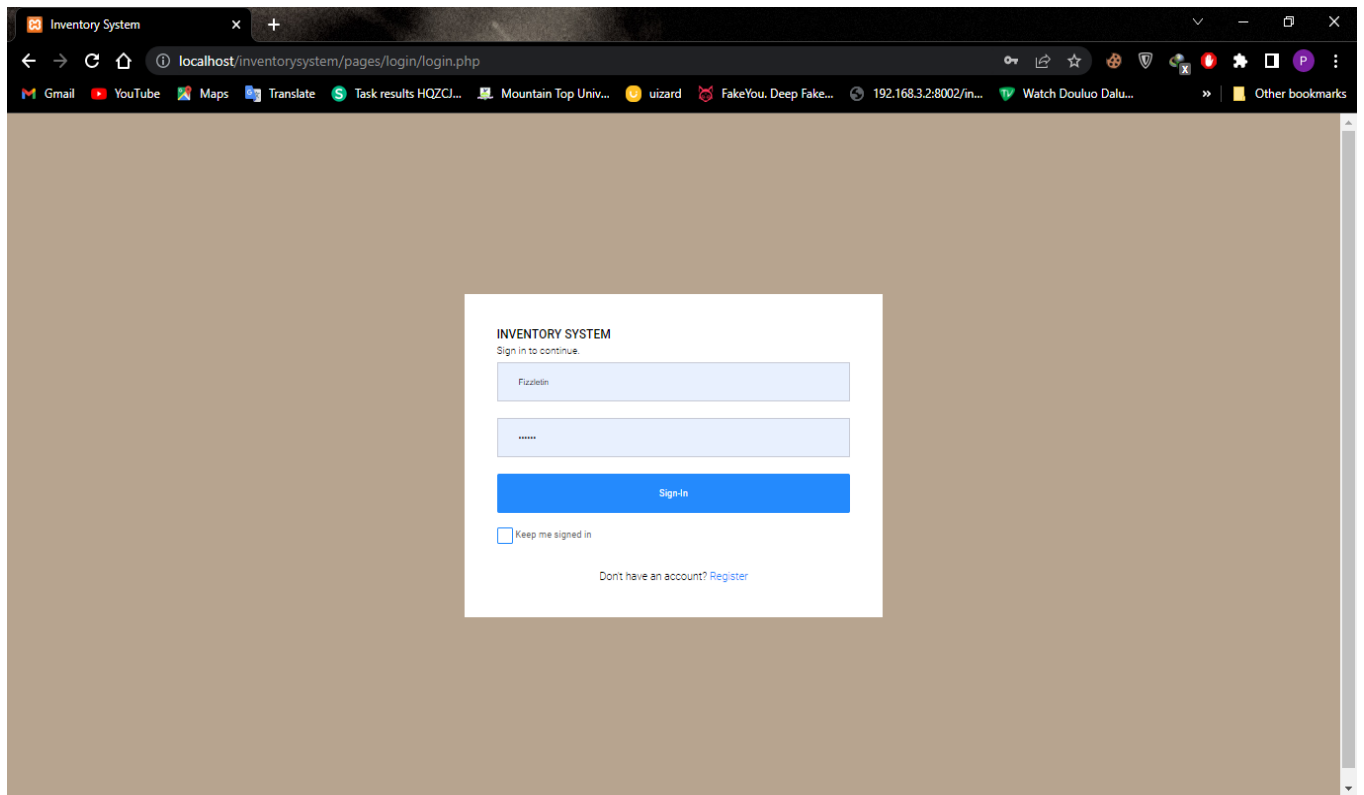 Inventory System
localhost/inventorysystem/pages/login/login.php
P
Gmail YouTube Maps Translate Task results HQZCJ... Mountain Top Univ... uizard FakeYou. Deep Fake... 192.168.3.2:8002/in... Watch Douluo Dalu... » Other bookmarks
INVENTORY SYSTEM
Sign in to continue.
Fizzletin
••••••
Sign-In
Keep me signed in
Don't have an account? Register